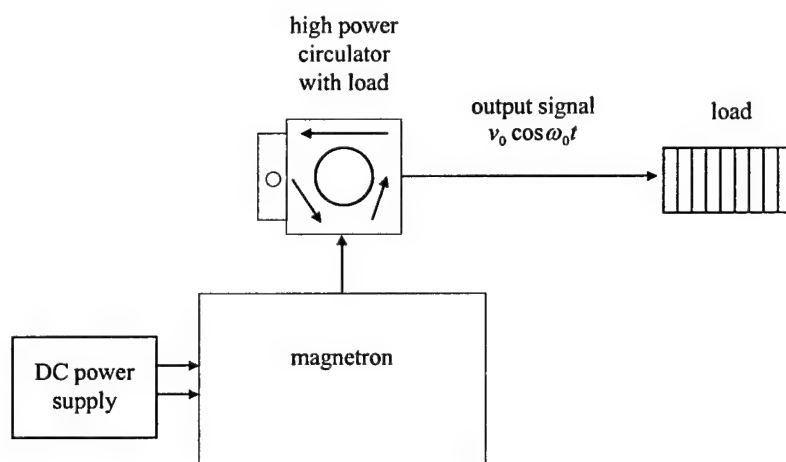 high power
circulator
with load
output signal
v₀ cos ω₀t
load
magnetron
DC power
supply